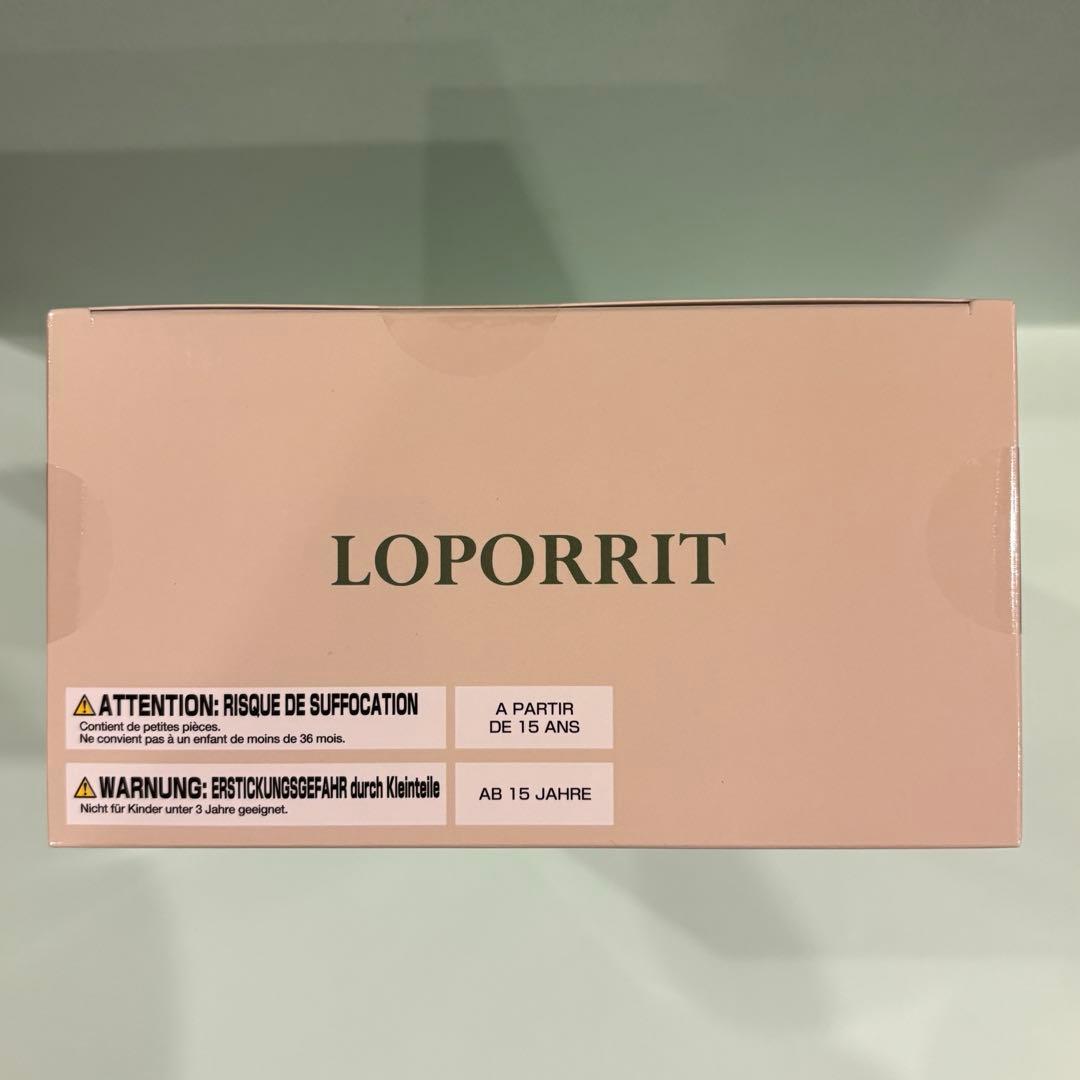 LOPORRIT
ATTENTION: RISQUE DE SUFFOCATION
Contient de petites pièces.
Ne convient pas à un enfant de moins de 36 mois.
A PARTIR
DE 15 ANS
WARNUNG: ERSTICKUNGSGEFAHR durch Kleinteile
Nicht für Kinder unter 3 Jahre geeignet.
AB 15 JAHRE